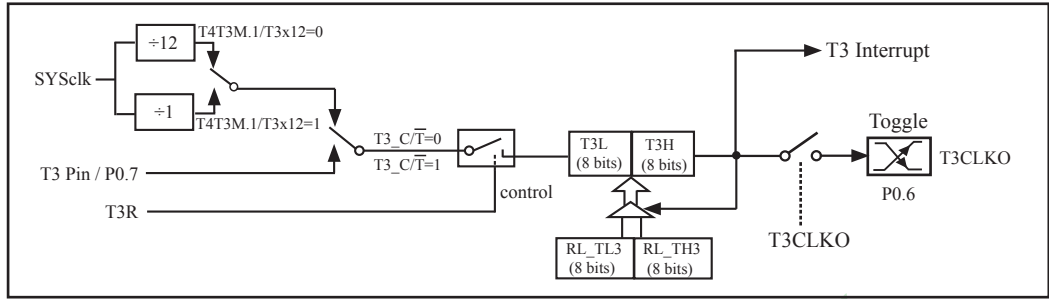 T4T3M.1/T3x12=0
÷12
T3 Interrupt
SYSclk
÷1
T4T3M.1/T3x12=1
Toggle
T3_C/T̅=0
T3L
(8 bits)
T3H
(8 bits)
T3CLKO
T3_C/T̅=1
T3 Pin / P0.7
control
P0.6
T3R
T3CLKO
RL_TL3
(8 bits)
RL_TH3
(8 bits)